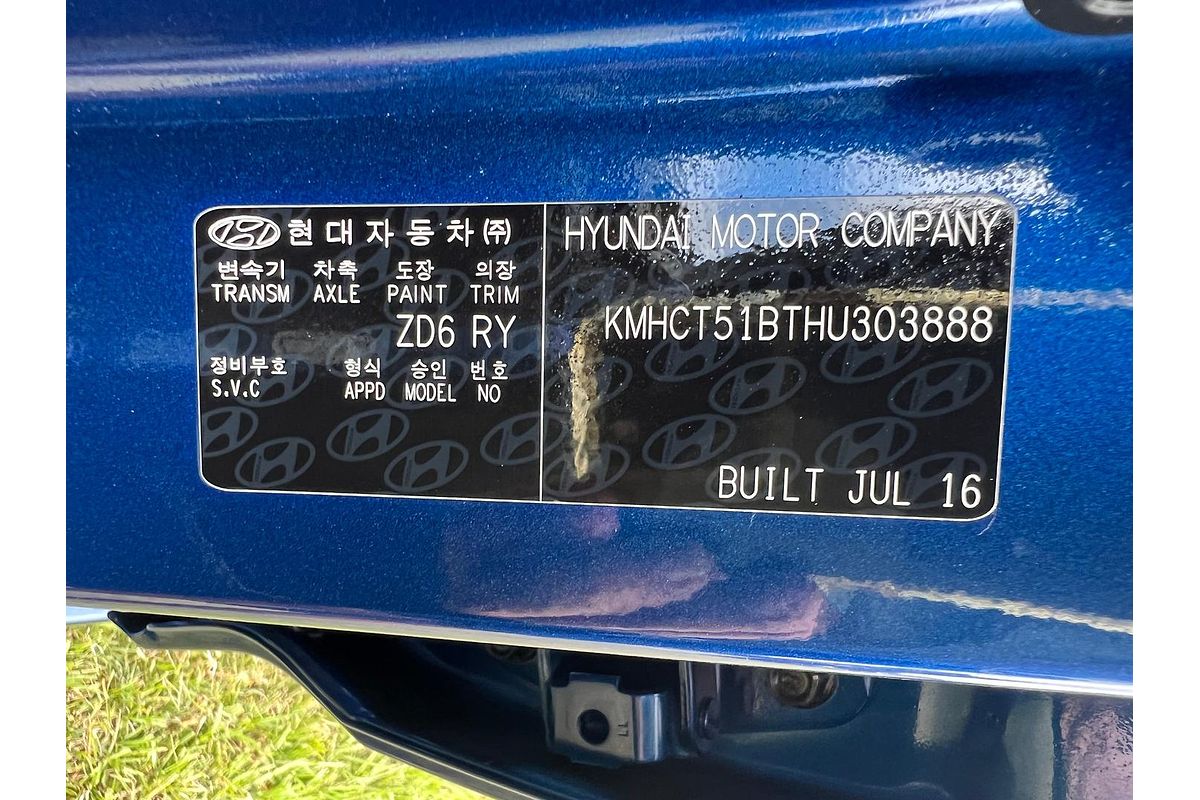 현대자동차㈜
변속기 차축 도장 의장
TRANSM AXLE PAINT TRIM
ZD6 RY
정비부호 형식 승인 번호
S.V.C APPD MODEL NO
HYUNDAI MOTOR COMPANY
KMHCT51BTHU303888
BUILT JUL 16